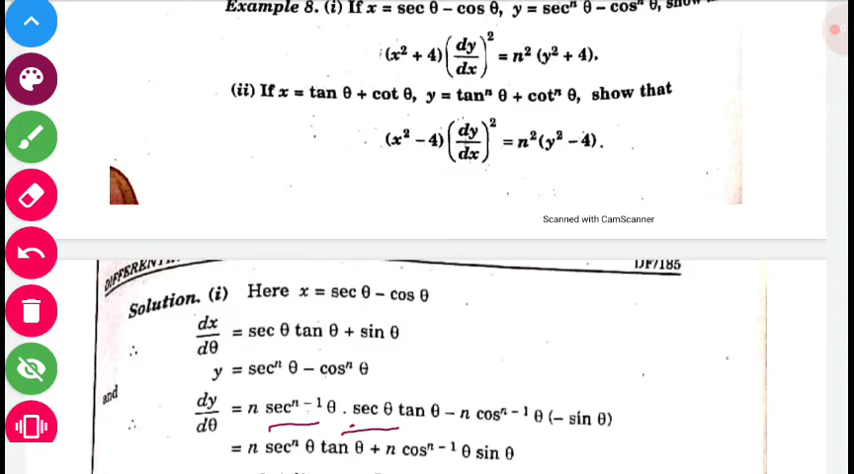 Example 8. (i) If x = sec θ – cos θ, y = secⁿ θ – cosⁿ θ, show
(x² + 4) (dy/dx)² = n² (y² + 4).
(ii) If x = tan θ + cot θ, y = tanⁿ θ + cotⁿ θ, show that
(x² – 4) (dy/dx)² = n² (y² – 4).
Scanned with CamScanner
DF/185
Solution. (i) Here x = sec θ – cos θ
∴ dx/dθ = sec θ tan θ + sin θ
y = secⁿ θ – cosⁿ θ
and
∴ dy/dθ = n secⁿ⁻¹ θ . sec θ tan θ – n cosⁿ⁻¹ θ (– sin θ)
= n secⁿ θ tan θ + n cosⁿ⁻¹ θ sin θ